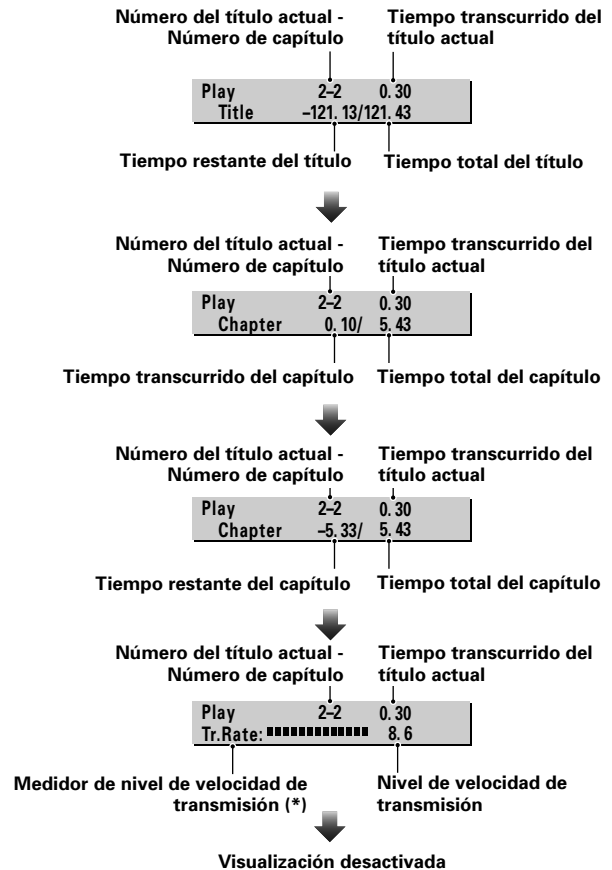 Número del título actual - Tiempo transcurrido del
Número de capítulo título actual
Play 2–2 0. 30
Title –121. 13/121. 43
Tiempo restante del título Tiempo total del título
Número del título actual - Tiempo transcurrido del
Número de capítulo título actual
Play 2–2 0. 30
Chapter 0. 10/ 5. 43
Tiempo transcurrido del capítulo Tiempo total del capítulo
Número del título actual - Tiempo transcurrido del
Número de capítulo título actual
Play 2–2 0. 30
Chapter –5. 33/ 5. 43
Tiempo restante del capítulo Tiempo total del capítulo
Número del título actual - Tiempo transcurrido del
Número de capítulo título actual
Play 2–2 0. 30
Tr.Rate: 8. 6
Medidor de nivel de velocidad de Nivel de velocidad de
transmisión (*) transmisión
Visualización desactivada